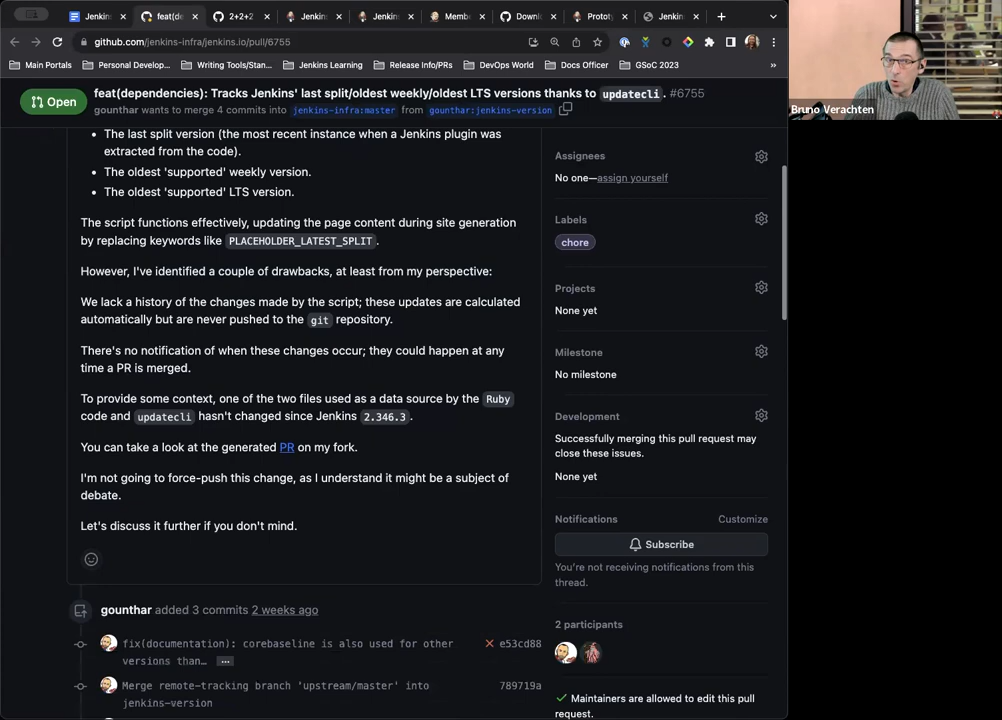 Jenkins
feat(de
2+2+2
Jenkin
Jenkin
Membe
Downl
Prototy
Jenkin
github.com/jenkins-infra/jenkins.io/pull/6755
Main Portals
Personal Develop...
Writing Tools/Stan...
Jenkins Learning
Release Info/PRs
DevOps World
Docs Officer
GSoC 2023
»
Open
feat(dependencies): Tracks Jenkins' last split/oldest weekly/oldest LTS versions thanks to updatecli. #6755
gounthar wants to merge 4 commits into jenkins-infra:master from gounthar:jenkins-version
• The last split version (the most recent instance when a Jenkins plugin was
extracted from the code).
• The oldest 'supported' weekly version.
• The oldest 'supported' LTS version.
The script functions effectively, updating the page content during site generation
by replacing keywords like PLACEHOLDER_LATEST_SPLIT.
However, I've identified a couple of drawbacks, at least from my perspective:
We lack a history of the changes made by the script; these updates are calculated
automatically but are never pushed to the git repository.
There's no notification of when these changes occur; they could happen at any
time a PR is merged.
To provide some context, one of the two files used as a data source by the Ruby
code and updatecli hasn't changed since Jenkins 2.346.3.
You can take a look at the generated PR on my fork.
I'm not going to force-push this change, as I understand it might be a subject of
debate.
Let's discuss it further if you don't mind.
gounthar added 3 commits 2 weeks ago
fix(documentation): corebaseline is also used for other
versions than… ...
e53cd88
Merge remote-tracking branch 'upstream/master' into
jenkins-version
789719a
Assignees
No one—assign yourself
Labels
chore
Projects
None yet
Milestone
No milestone
Development
Successfully merging this pull request may
close these issues.
None yet
Notifications
Customize
Subscribe
You're not receiving notifications from this
thread.
2 participants
Maintainers are allowed to edit this pull
request.
Bruno Verachten